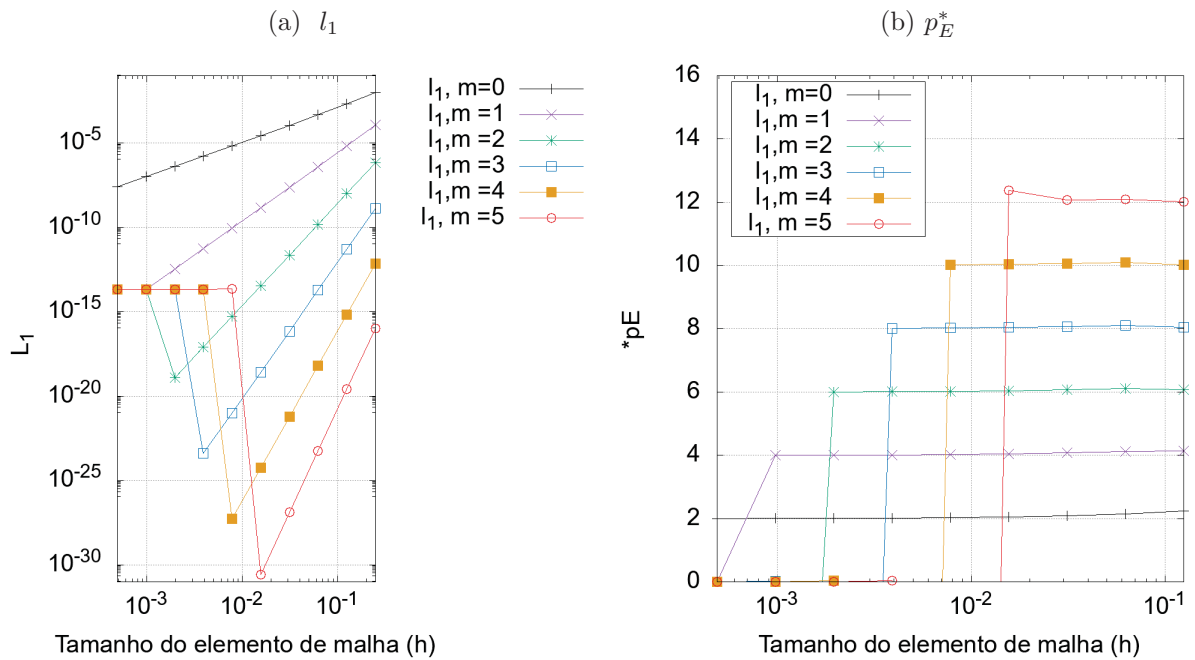 (a) l₁
10⁻⁵
10⁻¹⁰
10⁻¹⁵
10⁻²⁰
10⁻²⁵
10⁻³⁰
L₁
10⁻³ 10⁻² 10⁻¹
Tamanho do elemento de malha (h)
l₁, m=0
l₁,m =1
l₁,m =2
l₁,m =3
l₁,m =4
l₁, m =5
(b) p*_E
16
14
12
10
8
6
4
2
0
*pE
l₁, m=0
l₁,m =1
l₁,m =2
l₁,m =3
l₁,m =4
l₁, m =5
10⁻³ 10⁻² 10⁻¹
Tamanho do elemento de malha (h)